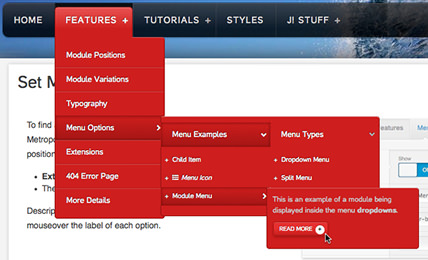 HOME FEATURES + TUTORIALS + STYLES JI STUFF +
Module Positions
Module Variations
Typography
Menu Options
Extensions
404 Error Page
More Details
Menu Examples
+ Child Item
+ Menu Icon
+ Module Menu
Menu Types
+ Dropdown Menu
+ Split Menu
This is an example of a module being
displayed inside the menu dropdowns.
READ MORE +
Set M
To find
Metropo
position
• Ext
• The
Descrip
mouseover the label of each option.
eatures
Me
Show